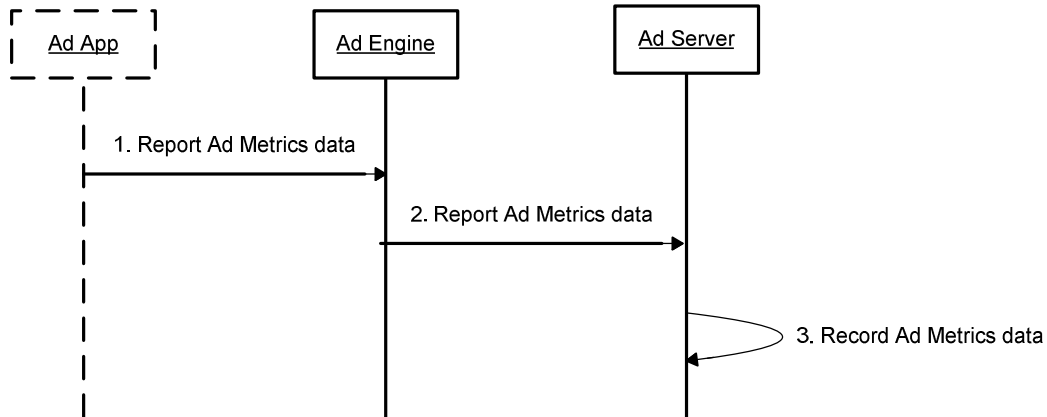 Ad App
Ad Engine
Ad Server
1. Report Ad Metrics data
2. Report Ad Metrics data
3. Record Ad Metrics data